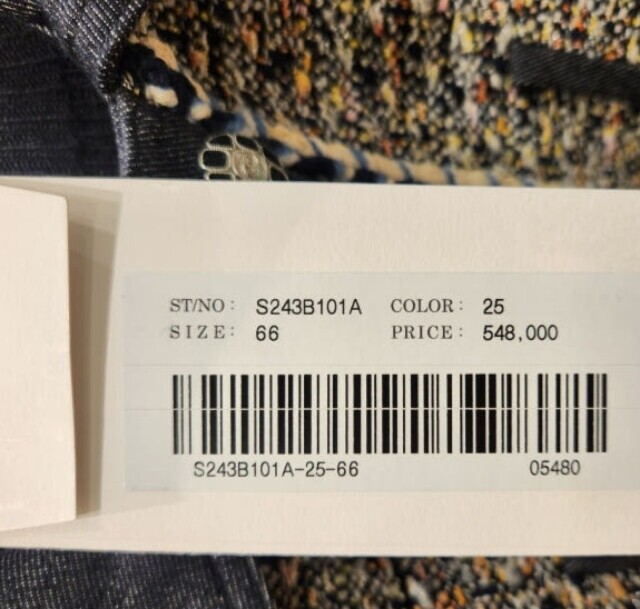 ST/NO : S243B101A COLOR : 25
SIZE : 66 PRICE : 548,000
S243B101A-25-66 05480